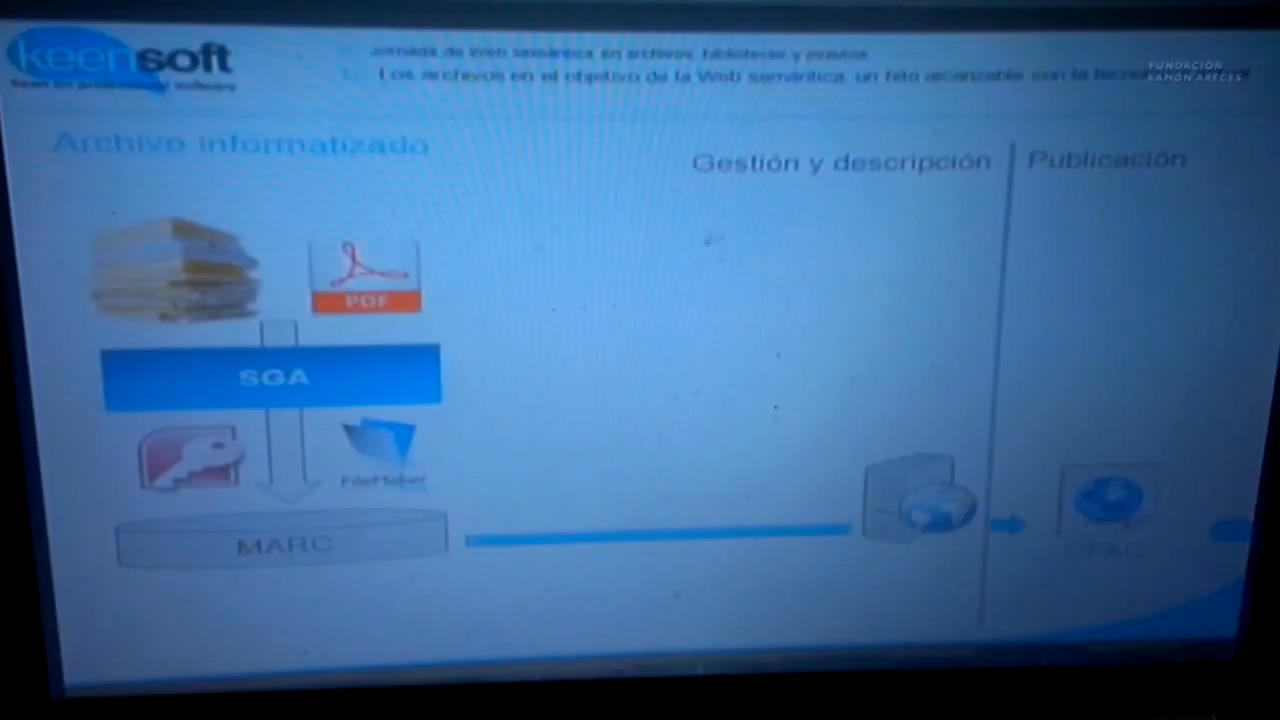 keensoft
Jornada de Web semántica en archivos, bibliotecas y museos
Los archivos en el objetivo de la Web semántica, un hito alcanzable con la
FUNDACIÓN
RAMÓN ARECES
Archivo informatizado
Gestión y descripción
Publicación
PDF
SGA
FileMaker
MARC
OPAC